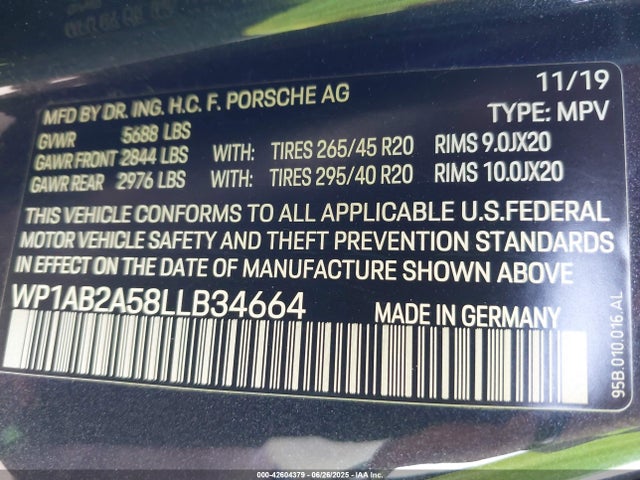 MFD BY DR. ING. H.C. F. PORSCHE AG 11/19
GVWR 5688 LBS TYPE: MPV
GAWR FRONT 2844 LBS WITH: TIRES 265/45 R20 RIMS 9.0JX20
GAWR REAR 2976 LBS WITH: TIRES 295/40 R20 RIMS 10.0JX20
THIS VEHICLE CONFORMS TO ALL APPLICABLE U.S.FEDERAL
MOTOR VEHICLE SAFETY AND THEFT PREVENTION STANDARDS
IN EFFECT ON THE DATE OF MANUFACTURE SHOWN ABOVE
WP1AB2A58LLB34664 MADE IN GERMANY
95B.010.016.AL
000-42604379 - 06/26/2025 - IAA Inc.